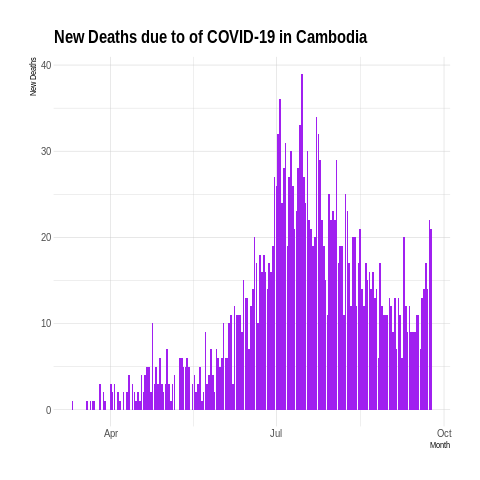 New Deaths due to of COVID-19 in Cambodia
New Deaths
40
30
20
10
0
Apr
Jul
Oct
Month